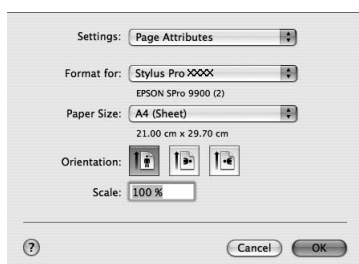 Settings: Page Attributes
Format for: Stylus Pro XXXX
EPSON SPro 9900 (2)
Paper Size: A4 (Sheet)
21.00 cm x 29.70 cm
Orientation:
Scale: 100 %
? Cancel OK